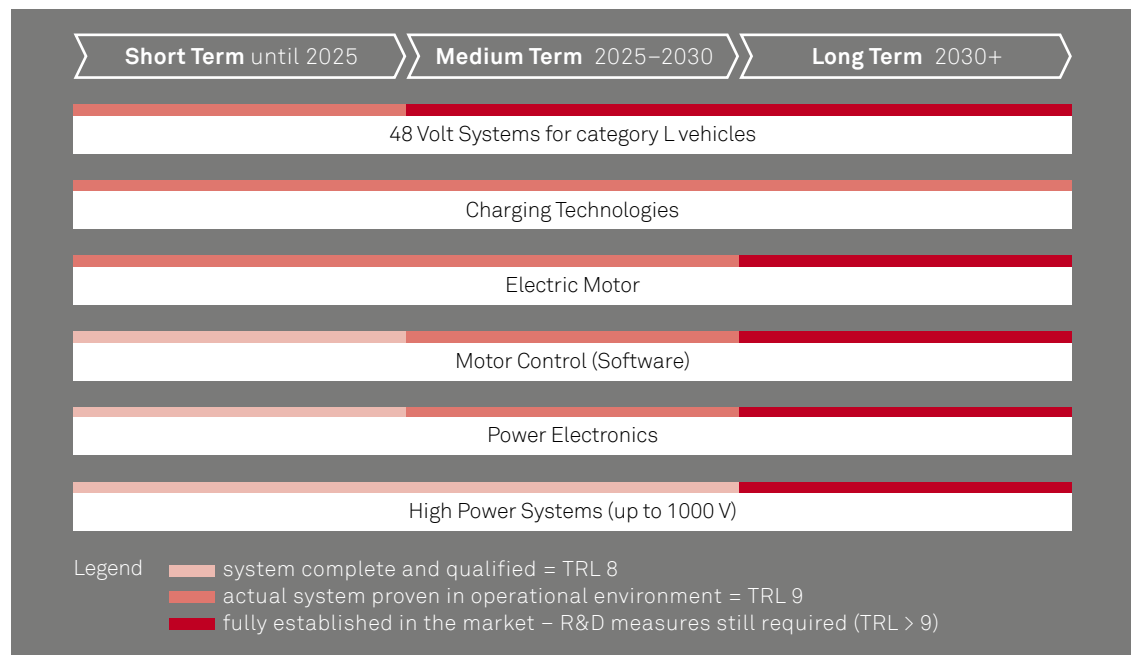 Short Term until 2025
Medium Term 2025–2030
Long Term 2030+
48 Volt Systems for category L vehicles
Charging Technologies
Electric Motor
Motor Control (Software)
Power Electronics
High Power Systems (up to 1000 V)
Legend
system complete and qualified = TRL 8
actual system proven in operational environment = TRL 9
fully established in the market – R&D measures still required (TRL > 9)